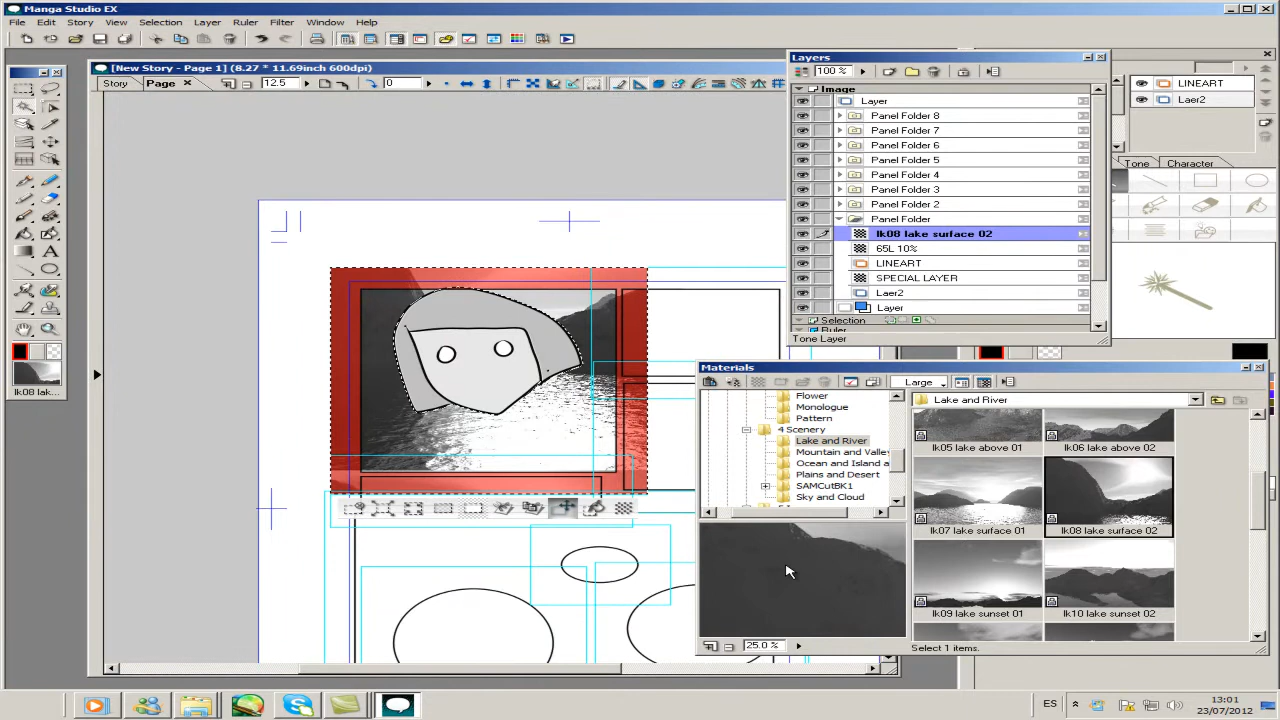 Manga Studio EX
File Edit Story View Selection Layer Ruler Filter Window Help
[New Story - Page 1] (8.27 * 11.69inch 600dpi)
Story Page 12.5 0
Layers
100 %
Image
Layer
Panel Folder 8
Panel Folder 7
Panel Folder 6
Panel Folder 5
Panel Folder 4
Panel Folder 3
Panel Folder 2
Panel Folder
lk08 lake surface 02
65L 10%
LINEART
SPECIAL LAYER
Laer2
Layer
Selection
Ruler
Tone Layer
LINEART
Laer2
Tone Character
lk08 lak...
Materials
Large
Flower
Monologue
Pattern
4 Scenery
Lake and River
Mountain and Valley
Ocean and Island a
Plains and Desert
SAMCutBK1
Sky and Cloud
25.0 %
Lake and River
lk05 lake above 01 lk06 lake above 02
lk07 lake surface 01 lk08 lake surface 02
lk09 lake sunset 01 lk10 lake sunset 02
Select 1 items.
ES
13:01
23/07/2012